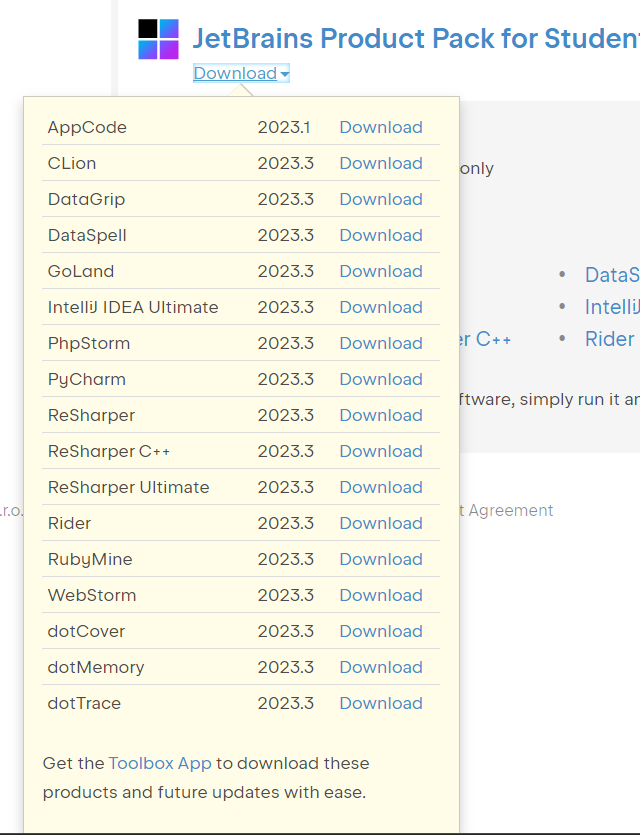 JetBrains Product Pack for Studen
Download
AppCode 2023.1 Download
CLion 2023.3 Download
only
DataGrip 2023.3 Download
DataSpell 2023.3 Download
GoLand 2023.3 Download
• DataS
IntelliJ IDEA Ultimate 2023.3 Download
• Intelli
PhpStorm 2023.3 Download
er C++ • Rider
PyCharm 2023.3 Download
ftware, simply run it an
ReSharper 2023.3 Download
ReSharper C++ 2023.3 Download
ReSharper Ultimate 2023.3 Download
.r.o. t Agreement
Rider 2023.3 Download
RubyMine 2023.3 Download
WebStorm 2023.3 Download
dotCover 2023.3 Download
dotMemory 2023.3 Download
dotTrace 2023.3 Download
Get the Toolbox App to download these
products and future updates with ease.